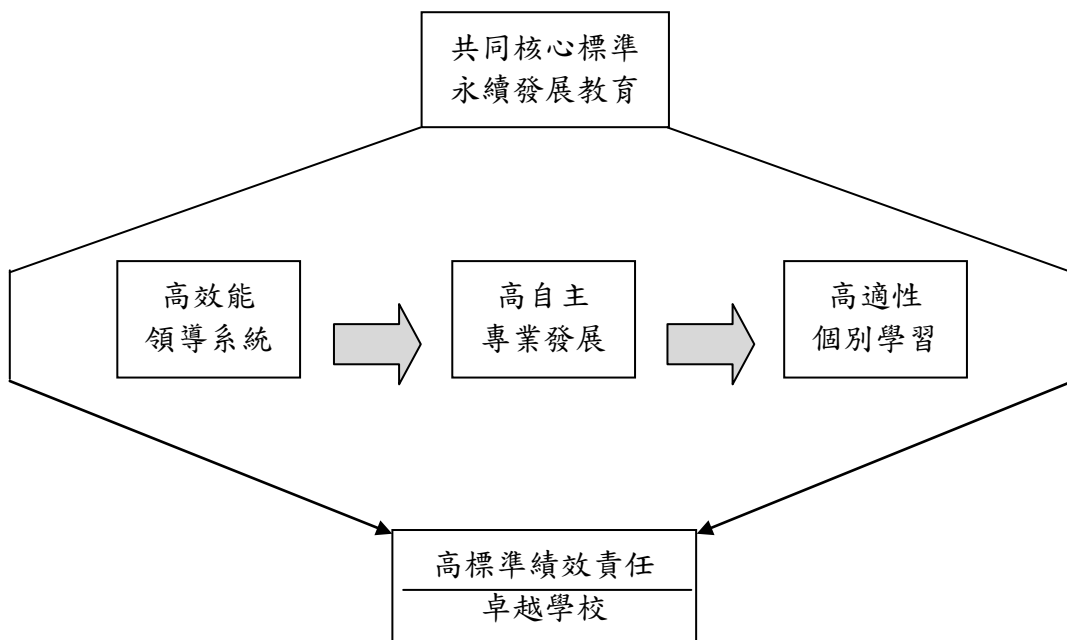 共同核心標準
永續發展教育
高效能
領導系統
高自主
專業發展
高適性
個別學習
高標準績效責任
卓越學校